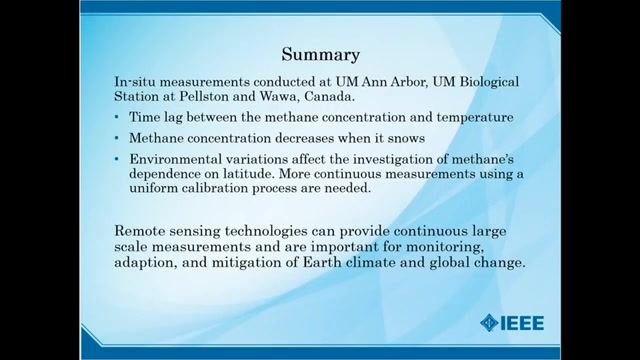 Summary
In-situ measurements conducted at UM Ann Arbor, UM Biological
Station at Pellston and Wawa, Canada.
• Time lag between the methane concentration and temperature
• Methane concentration decreases when it snows
• Environmental variations affect the investigation of methane's
dependence on latitude. More continuous measurements using a
uniform calibration process are needed.
Remote sensing technologies can provide continuous large
scale measurements and are important for monitoring,
adaption, and mitigation of Earth climate and global change.
IEEE